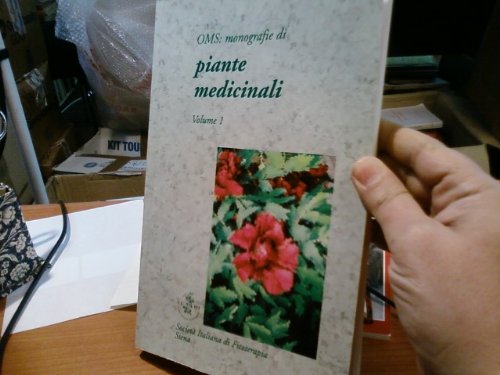 OMS: monografie di
piante
medicinali
Volume 1
Società Italiana di Fitoterapia
Siena
KIT TOU